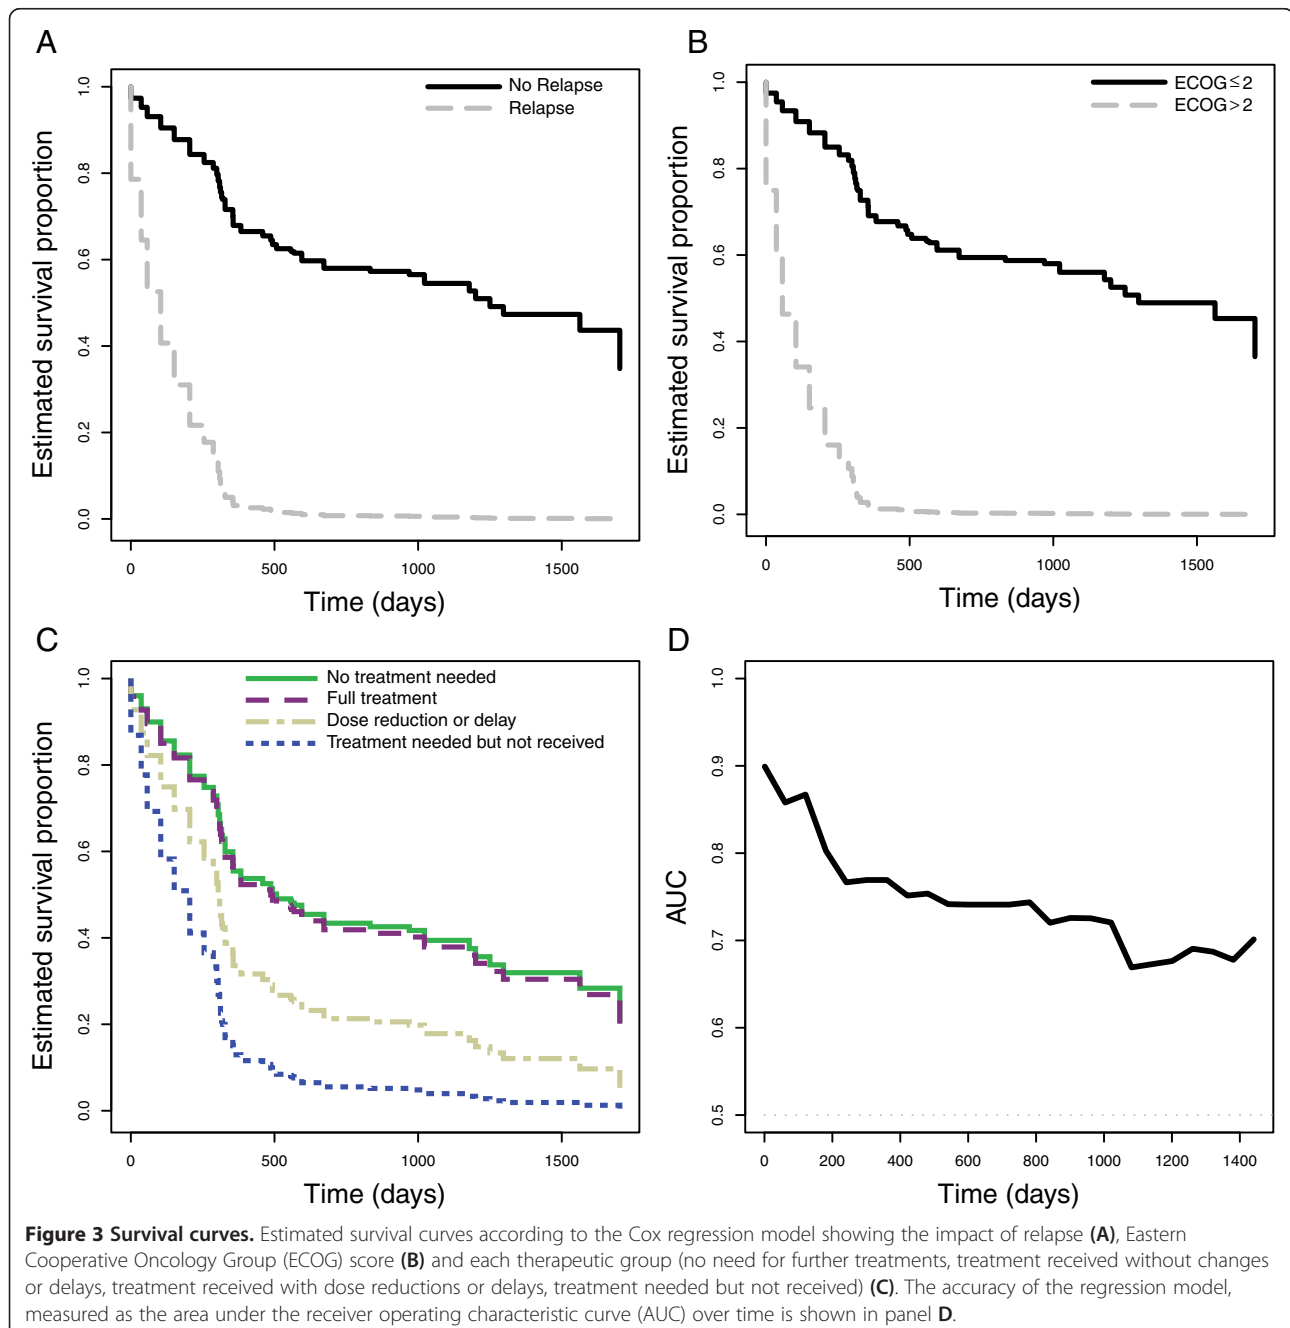 A
No Relapse
Relapse
Estimated survival proportion
1.0
0.8
0.6
0.4
0.2
0.0
0 500 1000 1500
Time (days)
B
ECOG ≤ 2
ECOG > 2
Estimated survival proportion
1.0
0.8
0.6
0.4
0.2
0.0
0 500 1000 1500
Time (days)
C
No treatment needed
Full treatment
Dose reduction or delay
Treatment needed but not received
Estimated survival proportion
1.0
0.8
0.6
0.4
0.2
0.0
0 500 1000 1500
Time (days)
D
AUC
1.0
0.9
0.8
0.7
0.6
0.5
0 200 400 600 800 1000 1200 1400
Time (days)
Figure 3 Survival curves. Estimated survival curves according to the Cox regression model showing the impact of relapse (A), Eastern
Cooperative Oncology Group (ECOG) score (B) and each therapeutic group (no need for further treatments, treatment received without changes
or delays, treatment received with dose reductions or delays, treatment needed but not received) (C). The accuracy of the regression model,
measured as the area under the receiver operating characteristic curve (AUC) over time is shown in panel D.